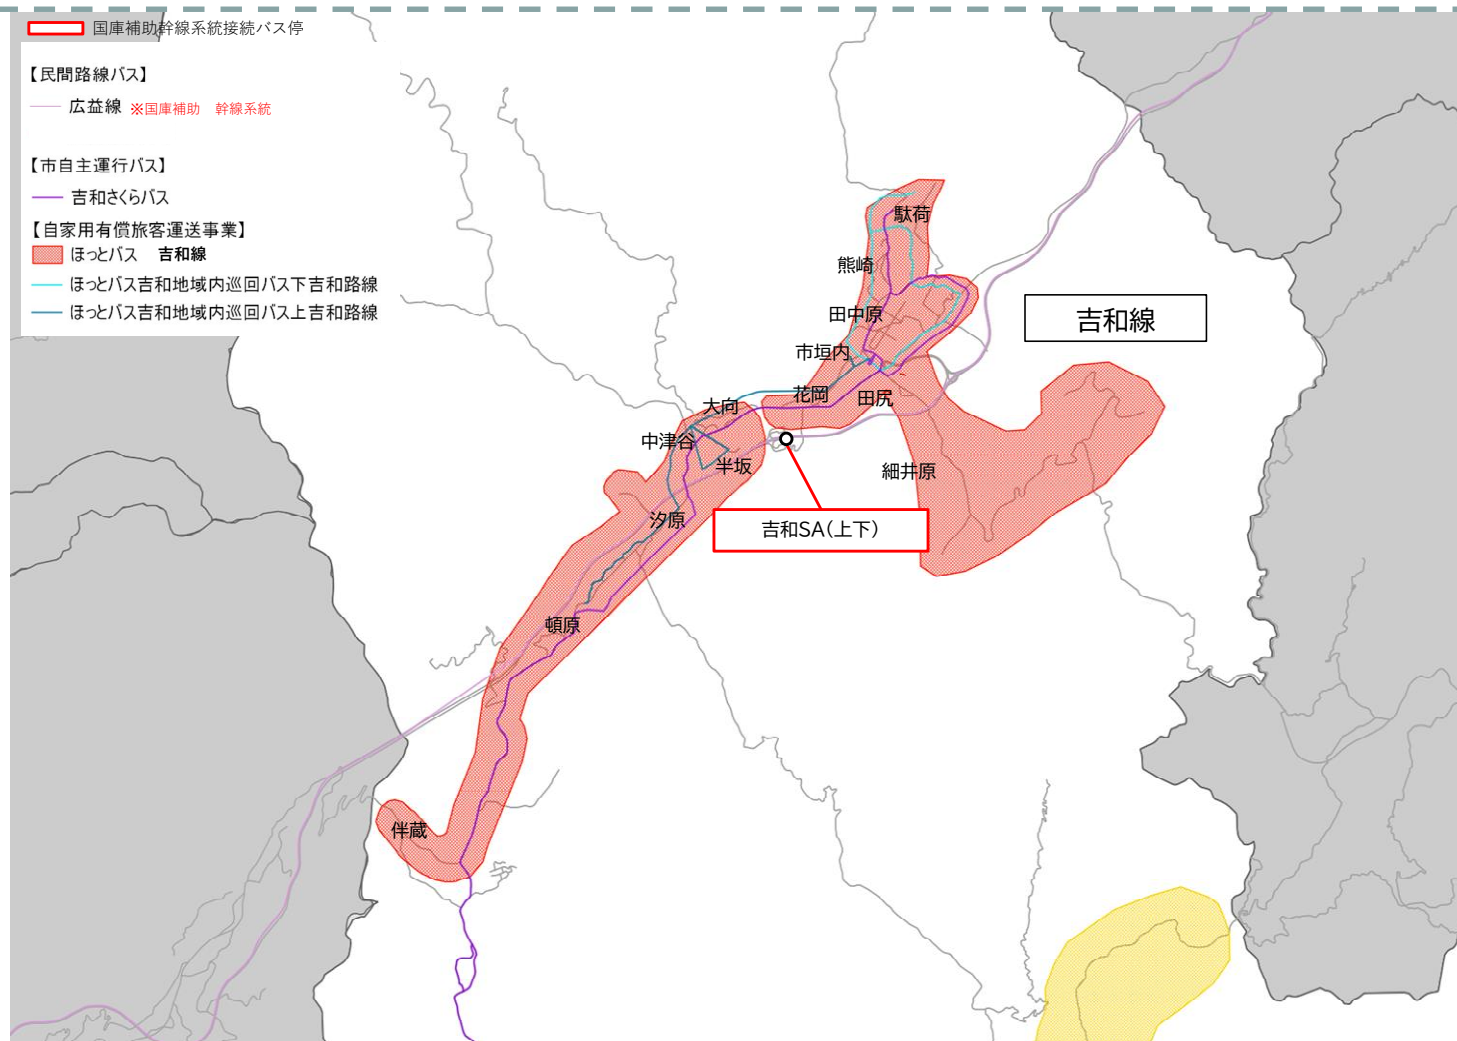 国庫補助幹線系統接続バス停
【民間路線バス】
広益線 ※国庫補助 幹線系統
【市自主運行バス】
吉和さくらバス
【自家用有償旅客運送事業】
ほっとバス 吉和線
ほっとバス吉和地域内巡回バス下吉和路線
ほっとバス吉和地域内巡回バス上吉和路線
駄荷
熊崎
田中原
吉和線
市垣内
花岡
田尻
大向
中津谷
半坂
細井原
汐原
吉和SA(上下)
頓原
伴蔵